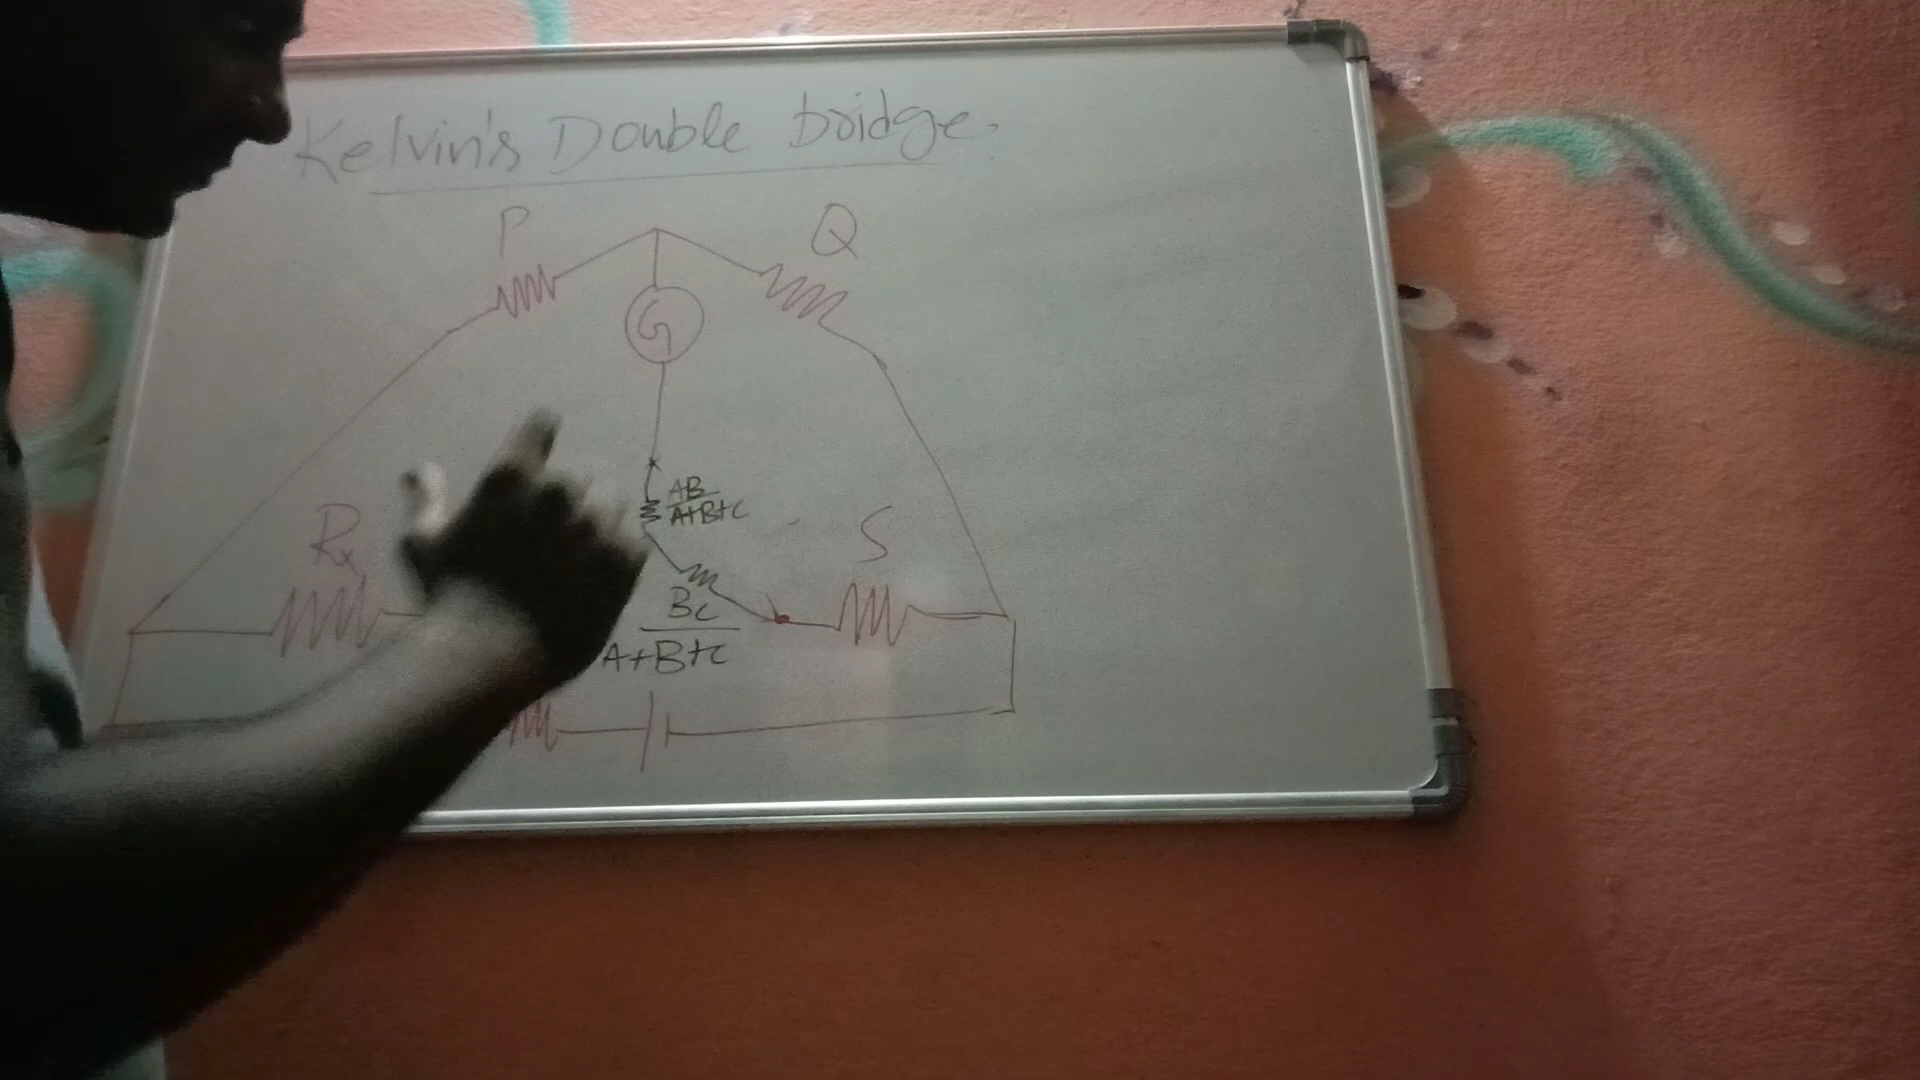 Kelvin's Double bridge:
P Q
G
AB
A+B+C
Rx S
BC
A+B+C